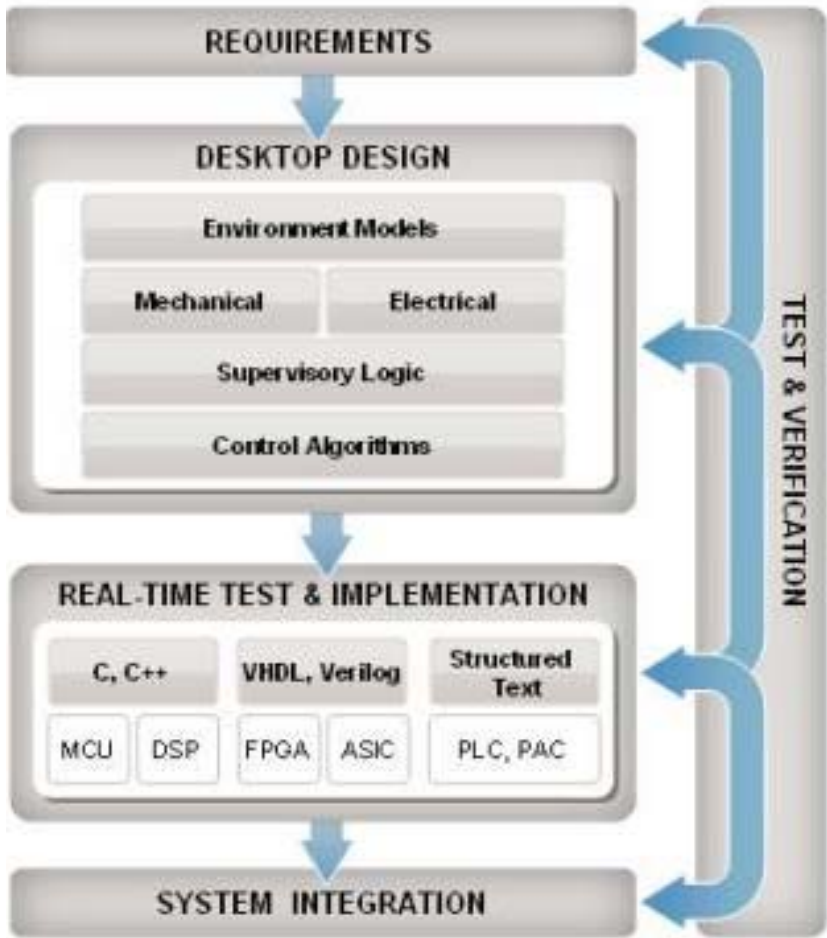 REQUIREMENTS
DESKTOP DESIGN
Environment Models
Mechanical
Electrical
Supervisory Logic
Control Algorithms
REAL-TIME TEST & IMPLEMENTATION
C, C++
VHDL, Verilog
Structured
Text
MCU
DSP
FPGA
ASIC
PLC, PAC
SYSTEM INTEGRATION
TEST & VERIFICATION